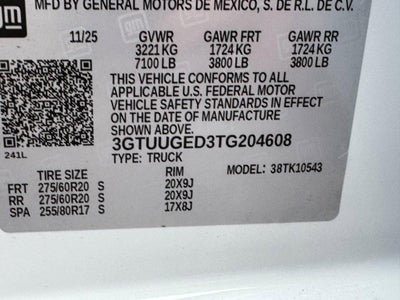 gm
BY GENERAL MOTORS DE MEXICO, S. DE R.L. DE C.V.
11/25 GVWR GAWR FRT GAWR RR
3221 KG 1724 KG 1724 KG
7100 LB 3800 LB 3800 LB
THIS VEHICLE CONFORMS TO ALL
APPLICABLE U.S. FEDERAL MOTOR
VEHICLE SAFETY STANDARDS IN EFFECT
ON THE DATE OF MANUFACTURE
SHOWN ABOVE.
3GTUUGED3TG204608
TYPE: TRUCK
241L
TIRE SIZE RIM 38TK10543
FRT 275/60R20 S 20X9J
RR 275/60R20 S 20X9J
SPA 255/80R17 S 17X8J